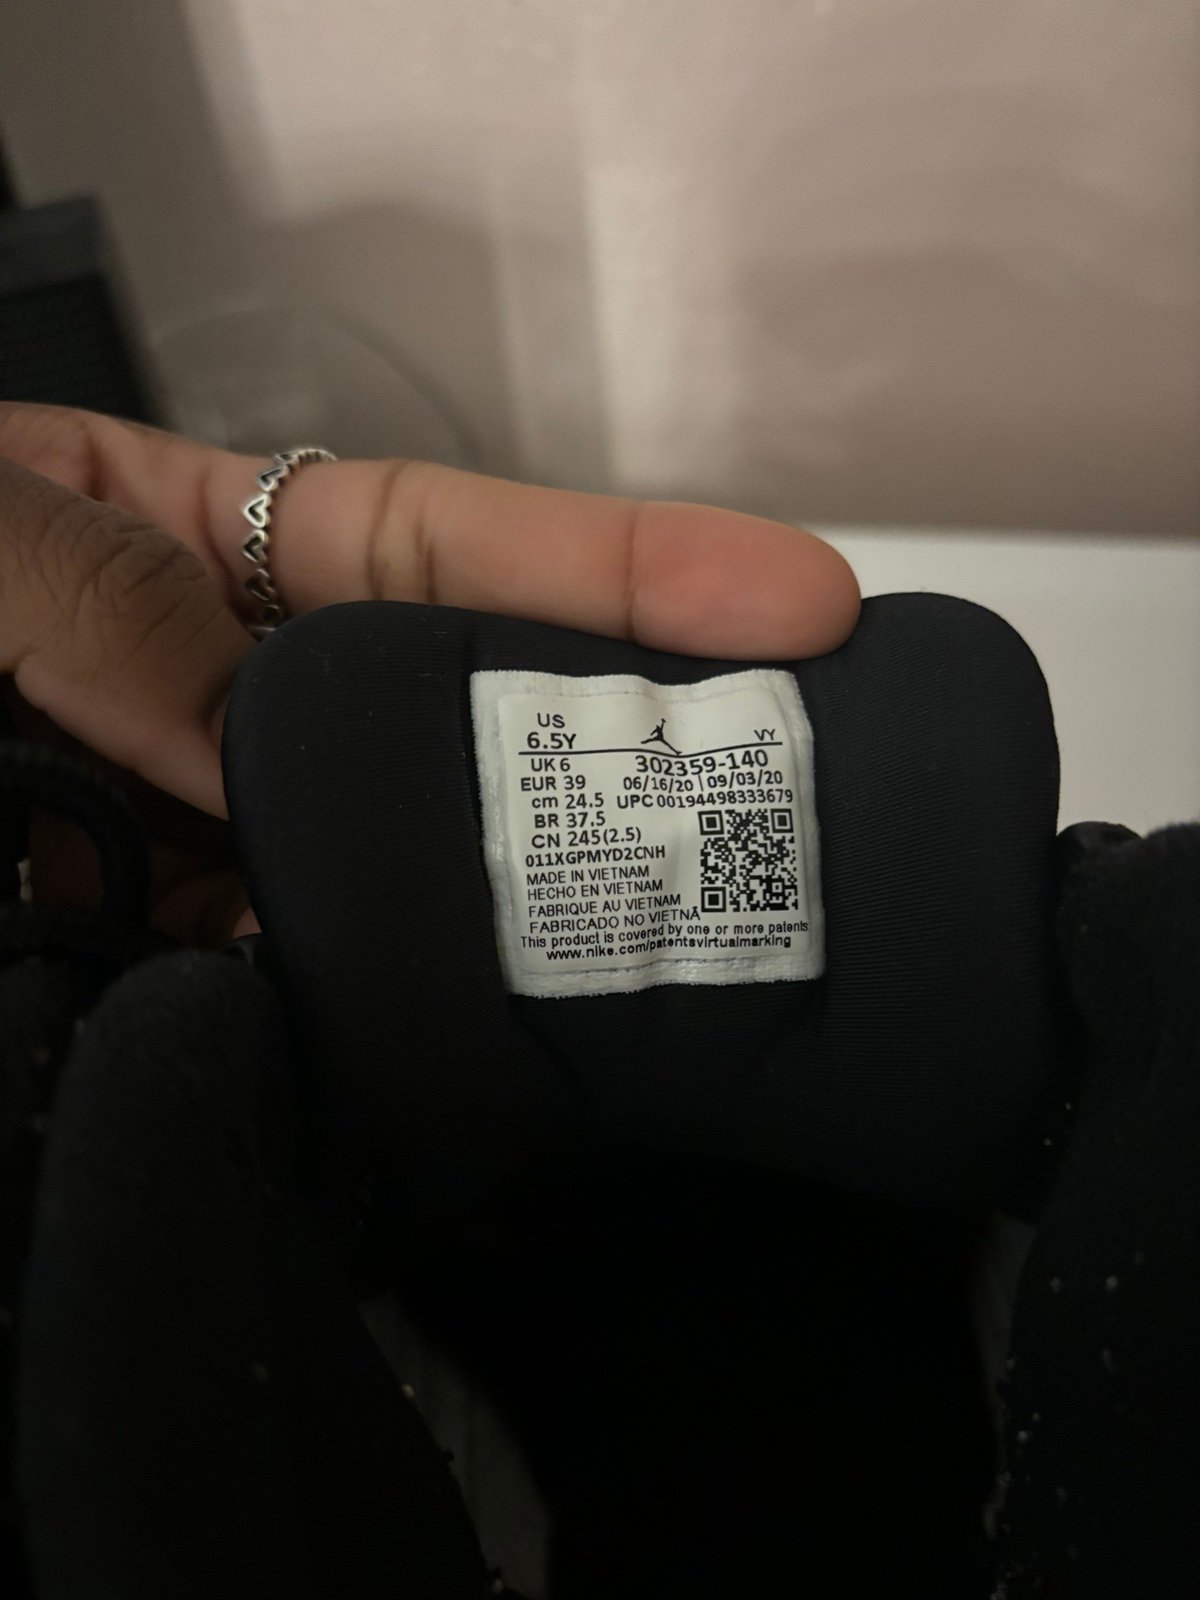 US
6.5Y
VY
UK 6
302359-140
EUR 39
06/16/20 | 09/03/20
cm 24.5
UPC 00194498333679
BR 37.5
CN 245(2.5)
011XGPMYD2CNH
MADE IN VIETNAM
HECHO EN VIETNAM
FABRIQUE AU VIETNAM
FABRICADO NO VIETNÃ
This product is covered by one or more patents:
www.nike.com/patentsvirtualmarking